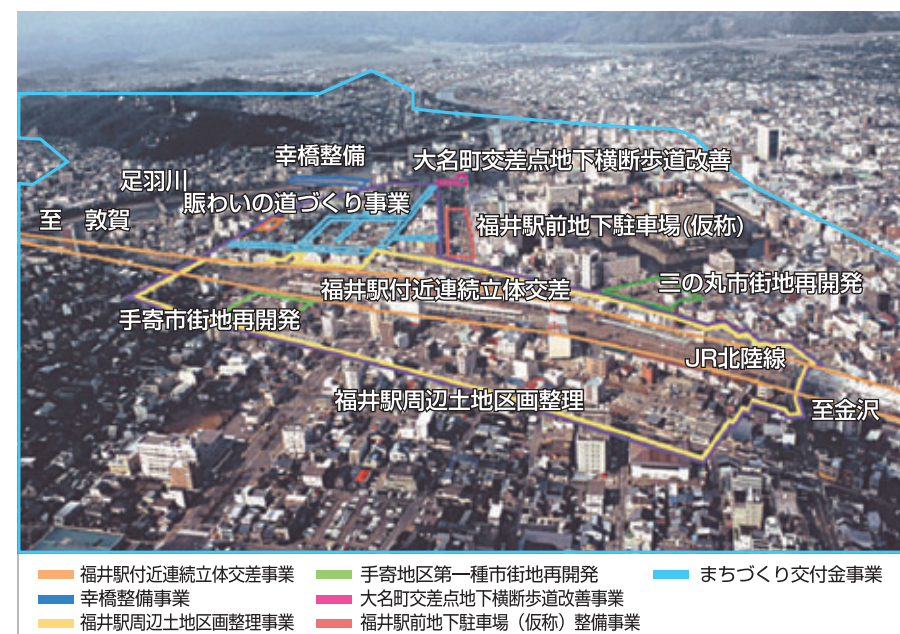 幸橋整備
大名町交差点地下横断歩道改善
足羽川
賑わいの道づくり事業
至 敦賀
福井駅前地下駐車場(仮称)
三の丸市街地再開発
福井駅付近連続立体交差
手寄市街地再開発
JR北陸線
福井駅周辺土地区画整理
至金沢
福井駅付近連続立体交差事業
手寄地区第一種市街地再開発
まちづくり交付金事業
幸橋整備事業
大名町交差点地下横断歩道改善事業
福井駅周辺土地区画整理事業
福井駅前地下駐車場（仮称）整備事業